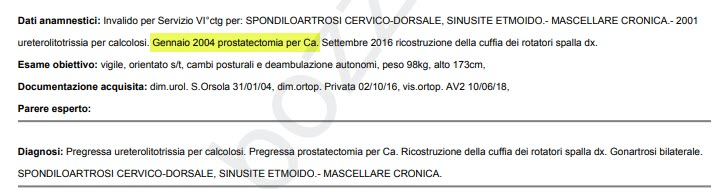 Dati anamnestici: Invalido per Servizio VI°ctg per: SPONDILOARTROSI CERVICO-DORSALE, SINUSITE ETMOIDO.- MASCELLARE CRONICA.- 2001
ureterolitotrissia per calcolosi. Gennaio 2004 prostatectomia per Ca. Settembre 2016 ricostruzione della cuffia dei rotatori spalla dx.
Esame obiettivo: vigile, orientato s/t, cambi posturali e deambulazione autonomi, peso 98kg, alto 173cm,
Documentazione acquisita: dim.urol. S.Orsola 31/01/04, dim.ortop. Privata 02/10/16, vis.ortop. AV2 10/06/18,
Parere esperto:
Diagnosi: Pregressa ureterolitotrissia per calcolosi. Pregressa prostatectomia per Ca. Ricostruzione della cuffia dei rotatori spalla dx. Gonartrosi bilaterale.
SPONDILOARTROSI CERVICO-DORSALE, SINUSITE ETMOIDO.- MASCELLARE CRONICA.
bozz